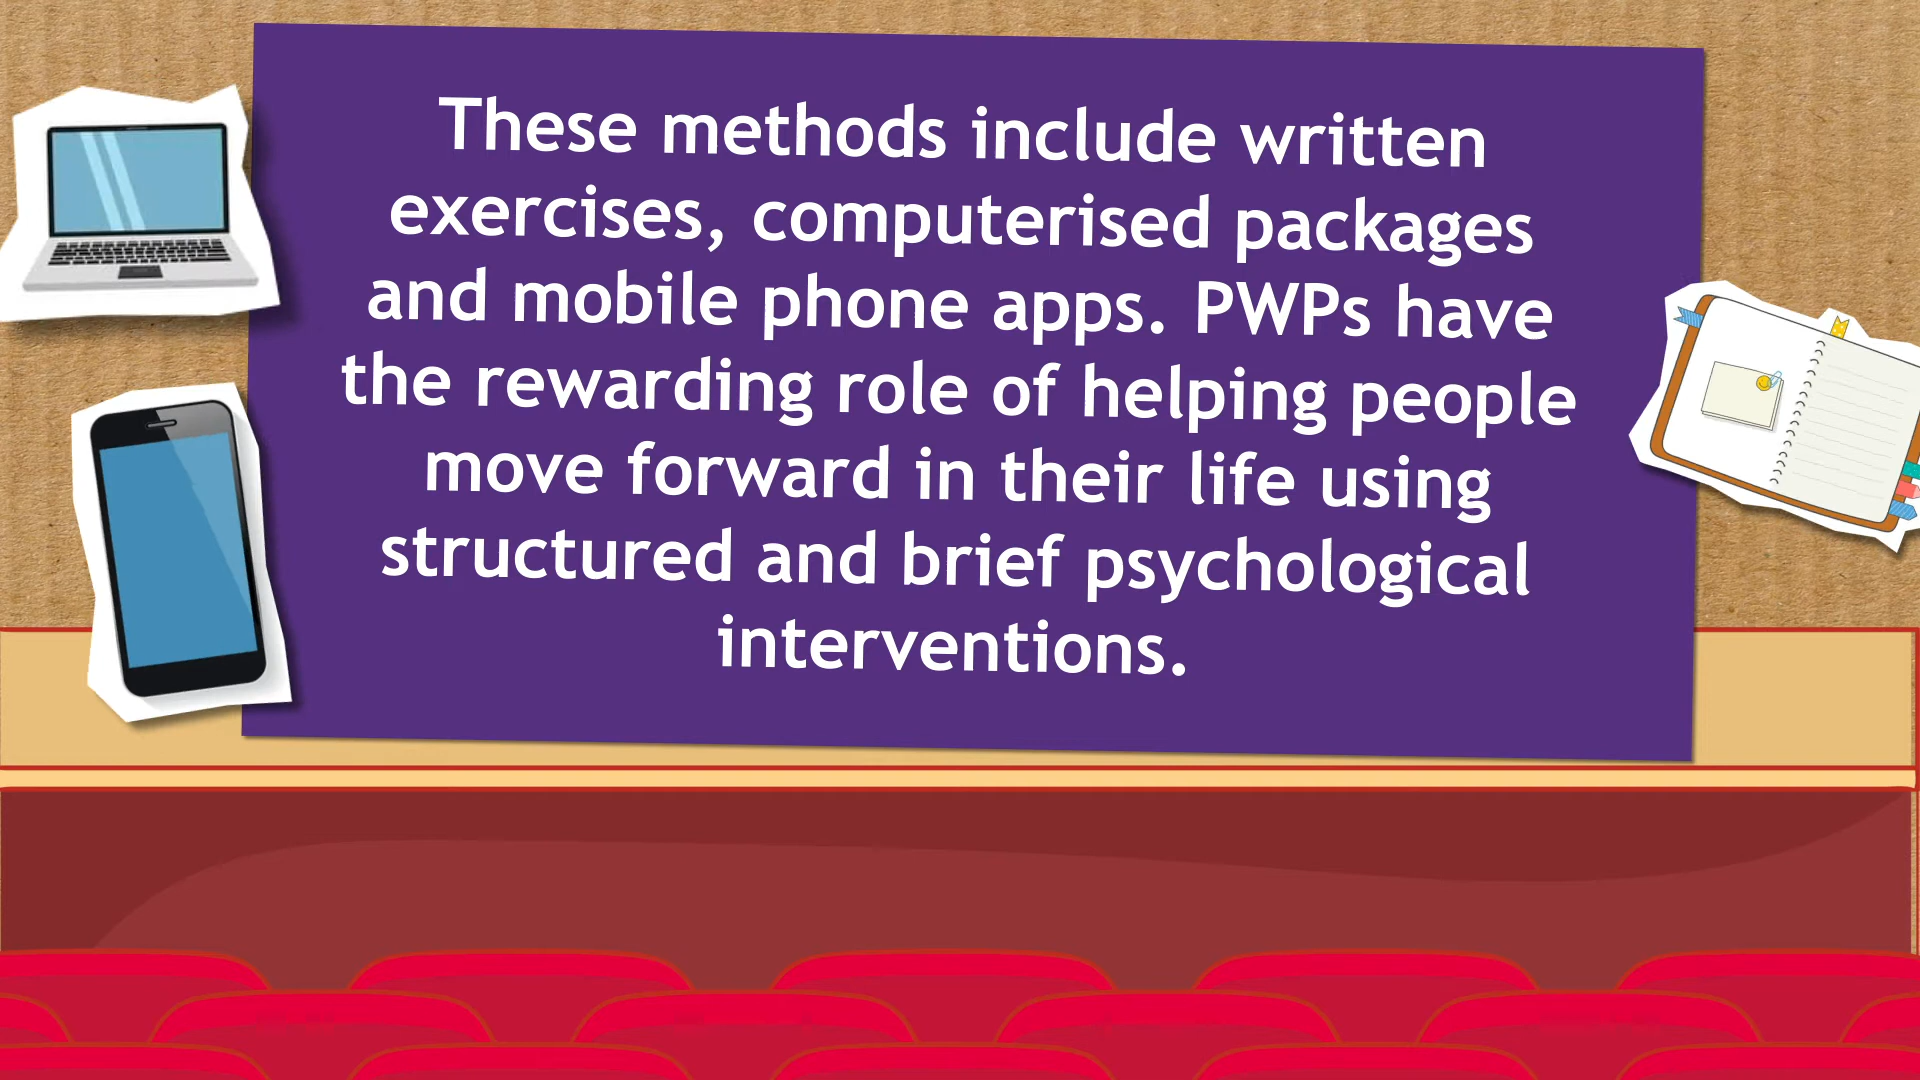 These methods include written
exercises, computerised packages
and mobile phone apps. PWPs have
the rewarding role of helping people
move forward in their life using
structured and brief psychological
interventions.